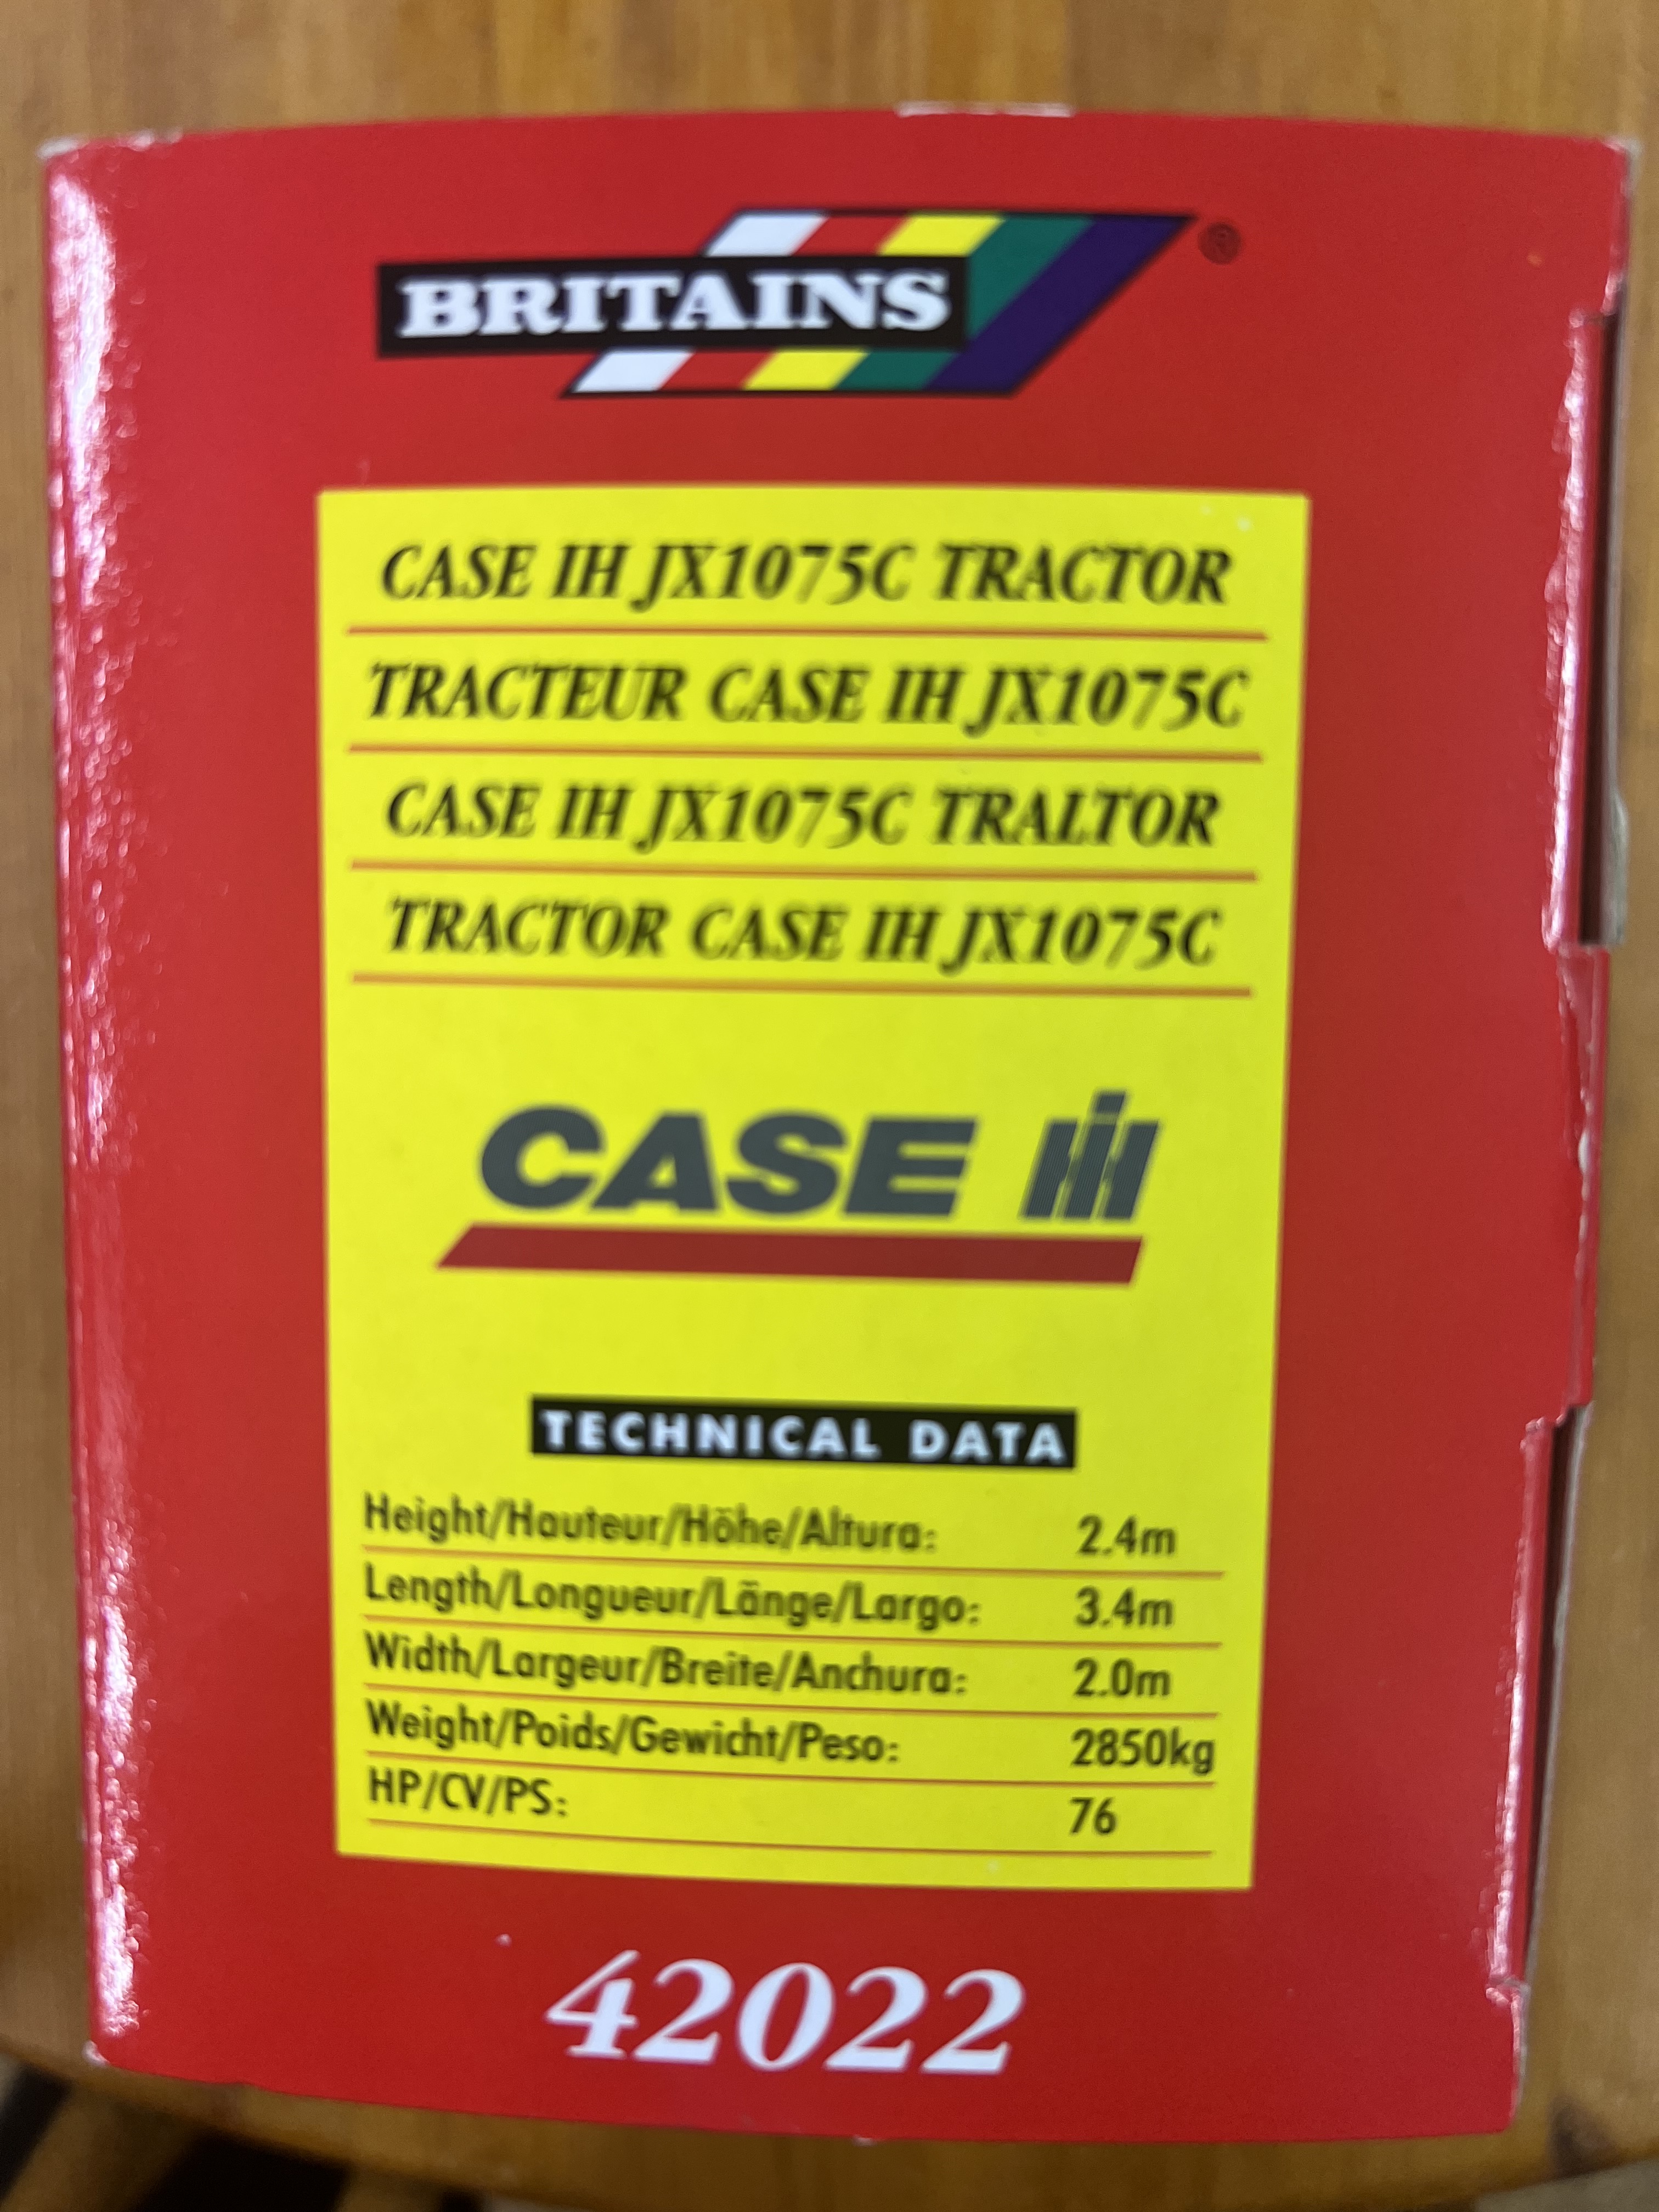 BRITAINS ®
CASE IH JX1075C TRACTOR
TRACTEUR CASE IH JX1075C
CASE IH JX1075C TRALTOR
TRACTOR CASE IH JX1075C
CASE IH
TECHNICAL DATA
Height/Hauteur/Höhe/Altura: 2.4m
Length/Longueur/Länge/Largo: 3.4m
Width/Largeur/Breite/Anchura: 2.0m
Weight/Poids/Gewicht/Peso: 2850kg
HP/CV/PS: 76
42022